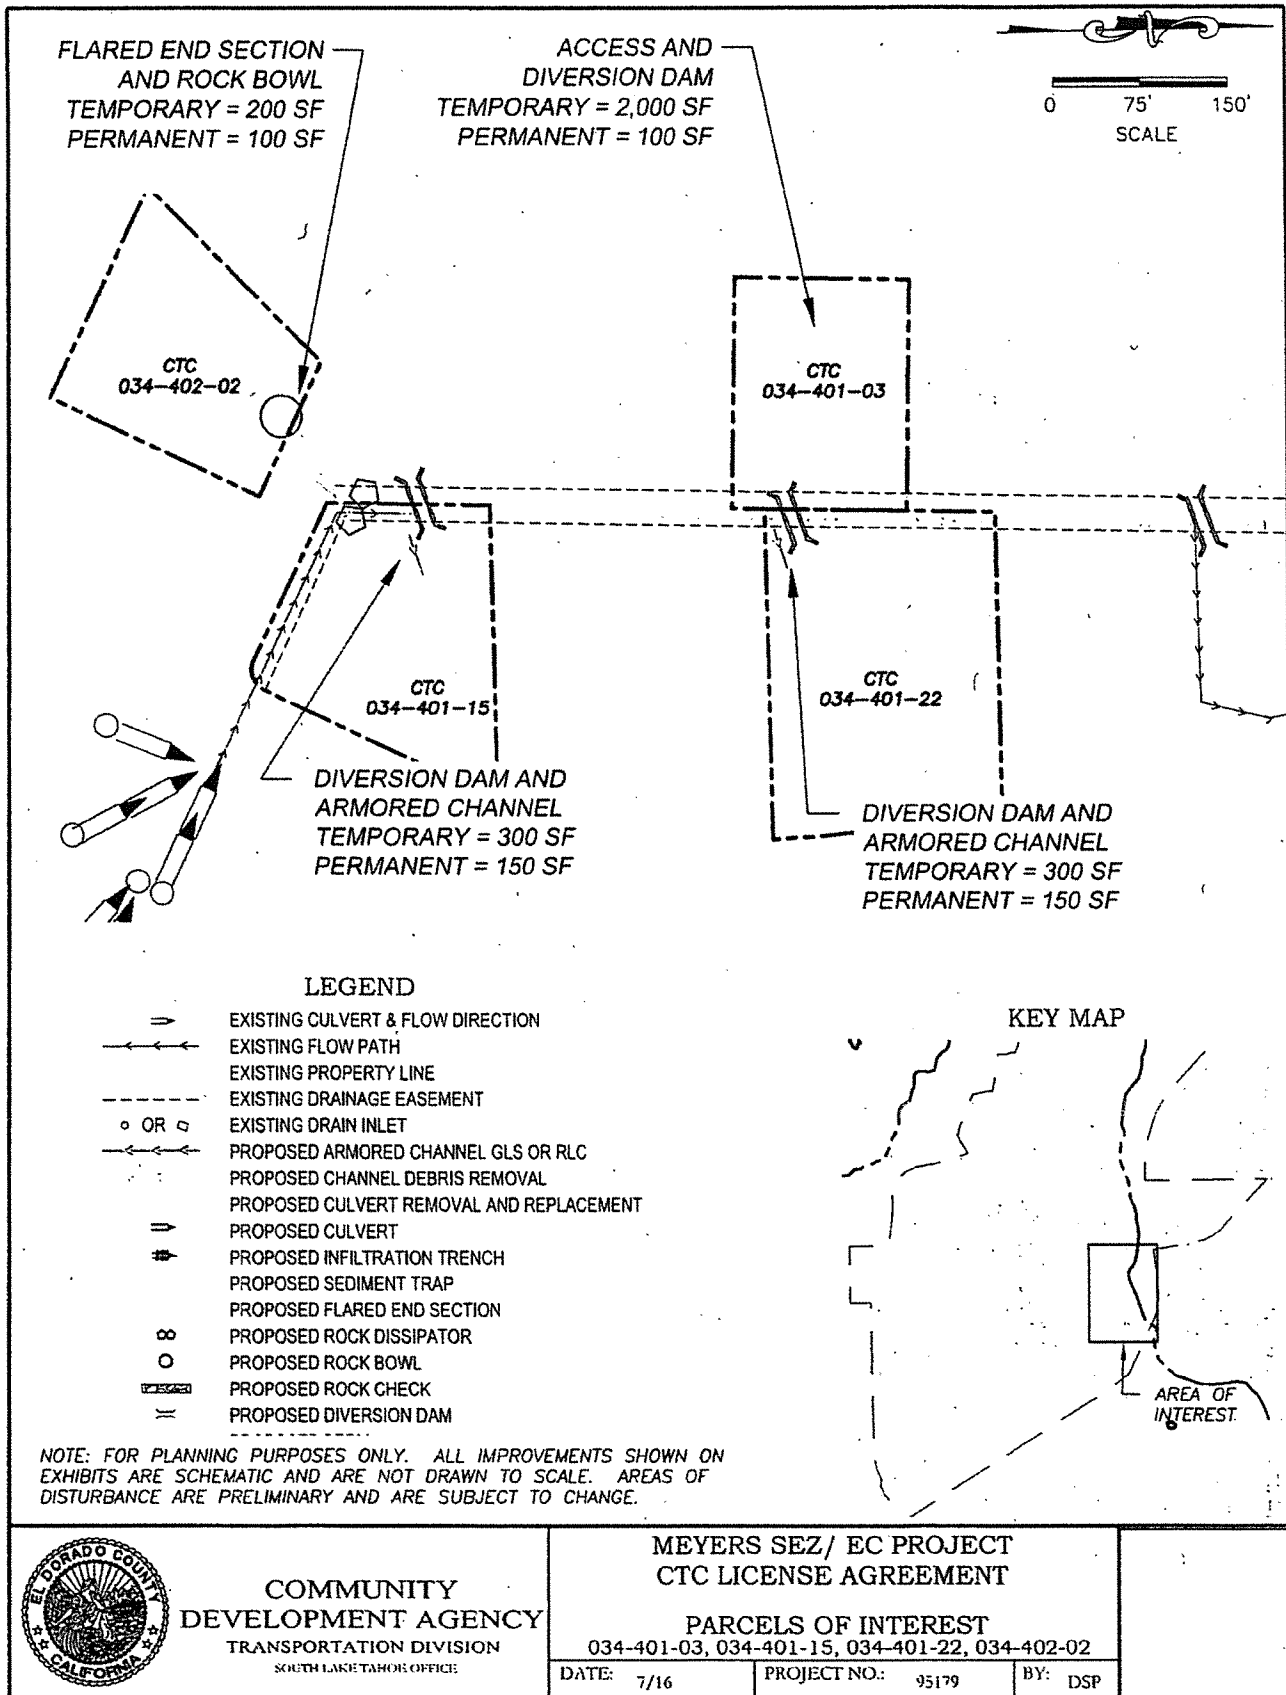 FLARED END SECTION
AND ROCK BOWL
TEMPORARY = 200 SF
PERMANENT = 100 SF
ACCESS AND
DIVERSION DAM
TEMPORARY = 2,000 SF
PERMANENT = 100 SF
0 75' 150'
SCALE
CTC
034-402-02
CTC
034-401-03
CTC
034-401-15
CTC
034-401-22
DIVERSION DAM AND
ARMORED CHANNEL
TEMPORARY = 300 SF
PERMANENT = 150 SF
DIVERSION DAM AND
ARMORED CHANNEL
TEMPORARY = 300 SF
PERMANENT = 150 SF
LEGEND
EXISTING CULVERT & FLOW DIRECTION
EXISTING FLOW PATH
EXISTING PROPERTY LINE
EXISTING DRAINAGE EASEMENT
OR EXISTING DRAIN INLET
PROPOSED ARMORED CHANNEL GLS OR RLC
PROPOSED CHANNEL DEBRIS REMOVAL
PROPOSED CULVERT REMOVAL AND REPLACEMENT
PROPOSED CULVERT
PROPOSED INFILTRATION TRENCH
PROPOSED SEDIMENT TRAP
PROPOSED FLARED END SECTION
PROPOSED ROCK DISSIPATOR
PROPOSED ROCK BOWL
PROPOSED ROCK CHECK
PROPOSED DIVERSION DAM
KEY MAP
AREA OF
INTEREST
NOTE: FOR PLANNING PURPOSES ONLY. ALL IMPROVEMENTS SHOWN ON
EXHIBITS ARE SCHEMATIC AND ARE NOT DRAWN TO SCALE. AREAS OF
DISTURBANCE ARE PRELIMINARY AND ARE SUBJECT TO CHANGE.
EL DORADO COUNTY
CALIFORNIA
COMMUNITY
DEVELOPMENT AGENCY
TRANSPORTATION DIVISION
SOUTH LAKE TAHOE OFFICE
MEYERS SEZ/ EC PROJECT
CTC LICENSE AGREEMENT
PARCELS OF INTEREST
034-401-03, 034-401-15, 034-401-22, 034-402-02
DATE: 7/16 PROJECT NO.: 95179 BY: DSP